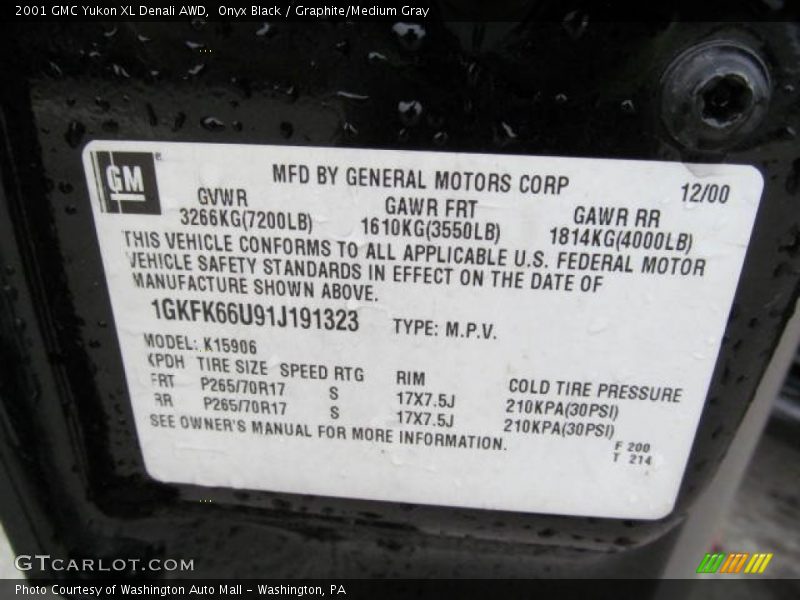 2001 GMC Yukon XL Denali AWD,  Onyx Black / Graphite/Medium Gray
GM
MFD BY GENERAL MOTORS CORP
12/00
GVWR GAWR FRT GAWR RR
3266KG(7200LB) 1610KG(3550LB) 1814KG(4000LB)
THIS VEHICLE CONFORMS TO ALL APPLICABLE U.S. FEDERAL MOTOR
VEHICLE SAFETY STANDARDS IN EFFECT ON THE DATE OF
MANUFACTURE SHOWN ABOVE.
1GKFK66U91J191323 TYPE: M.P.V.
MODEL: K15906
KPDH TIRE SIZE SPEED RTG RIM COLD TIRE PRESSURE
FRT P265/70R17 S 17X7.5J 210KPA(30PSI)
RR P265/70R17 S 17X7.5J 210KPA(30PSI)
SEE OWNER'S MANUAL FOR MORE INFORMATION.
F 200
T 214
GTCARLOT.COM
Photo Courtesy of Washington Auto Mall - Washington, PA